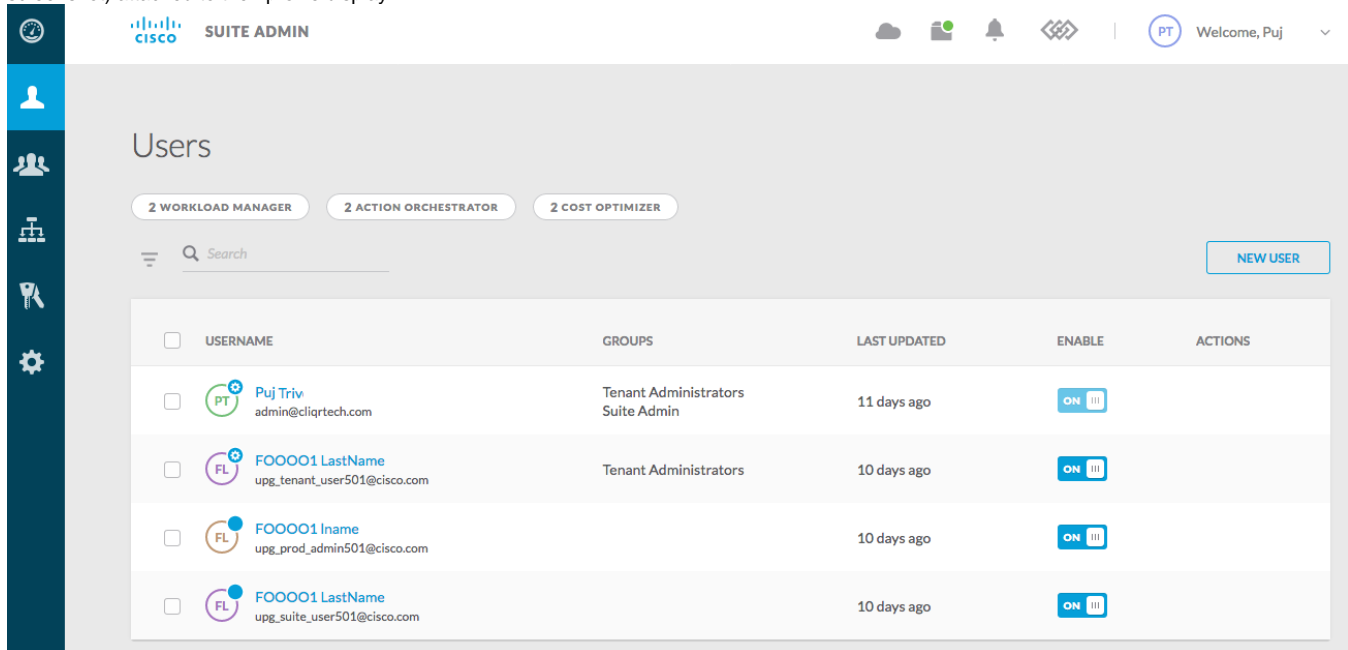 CISCO SUITE ADMIN PT Welcome, Puj
Users
2 WORKLOAD MANAGER 2 ACTION ORCHESTRATOR 2 COST OPTIMIZER
Search NEW USER
USERNAME GROUPS LAST UPDATED ENABLE ACTIONS
PT Puj Triv Tenant Administrators 11 days ago ON
admin@cliqrtech.com Suite Admin
FL FOOOO1 LastName Tenant Administrators 10 days ago ON
upg_tenant_user501@cisco.com
FL FOOOO1 lname 10 days ago ON
upg_prod_admin501@cisco.com
FL FOOOO1 LastName 10 days ago ON
upg_suite_user501@cisco.com